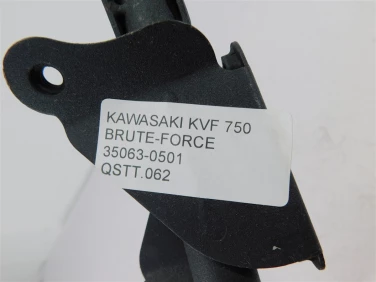 KAWASAKI KVF 750
BRUTE-FORCE
35063-0501
QSTT.062